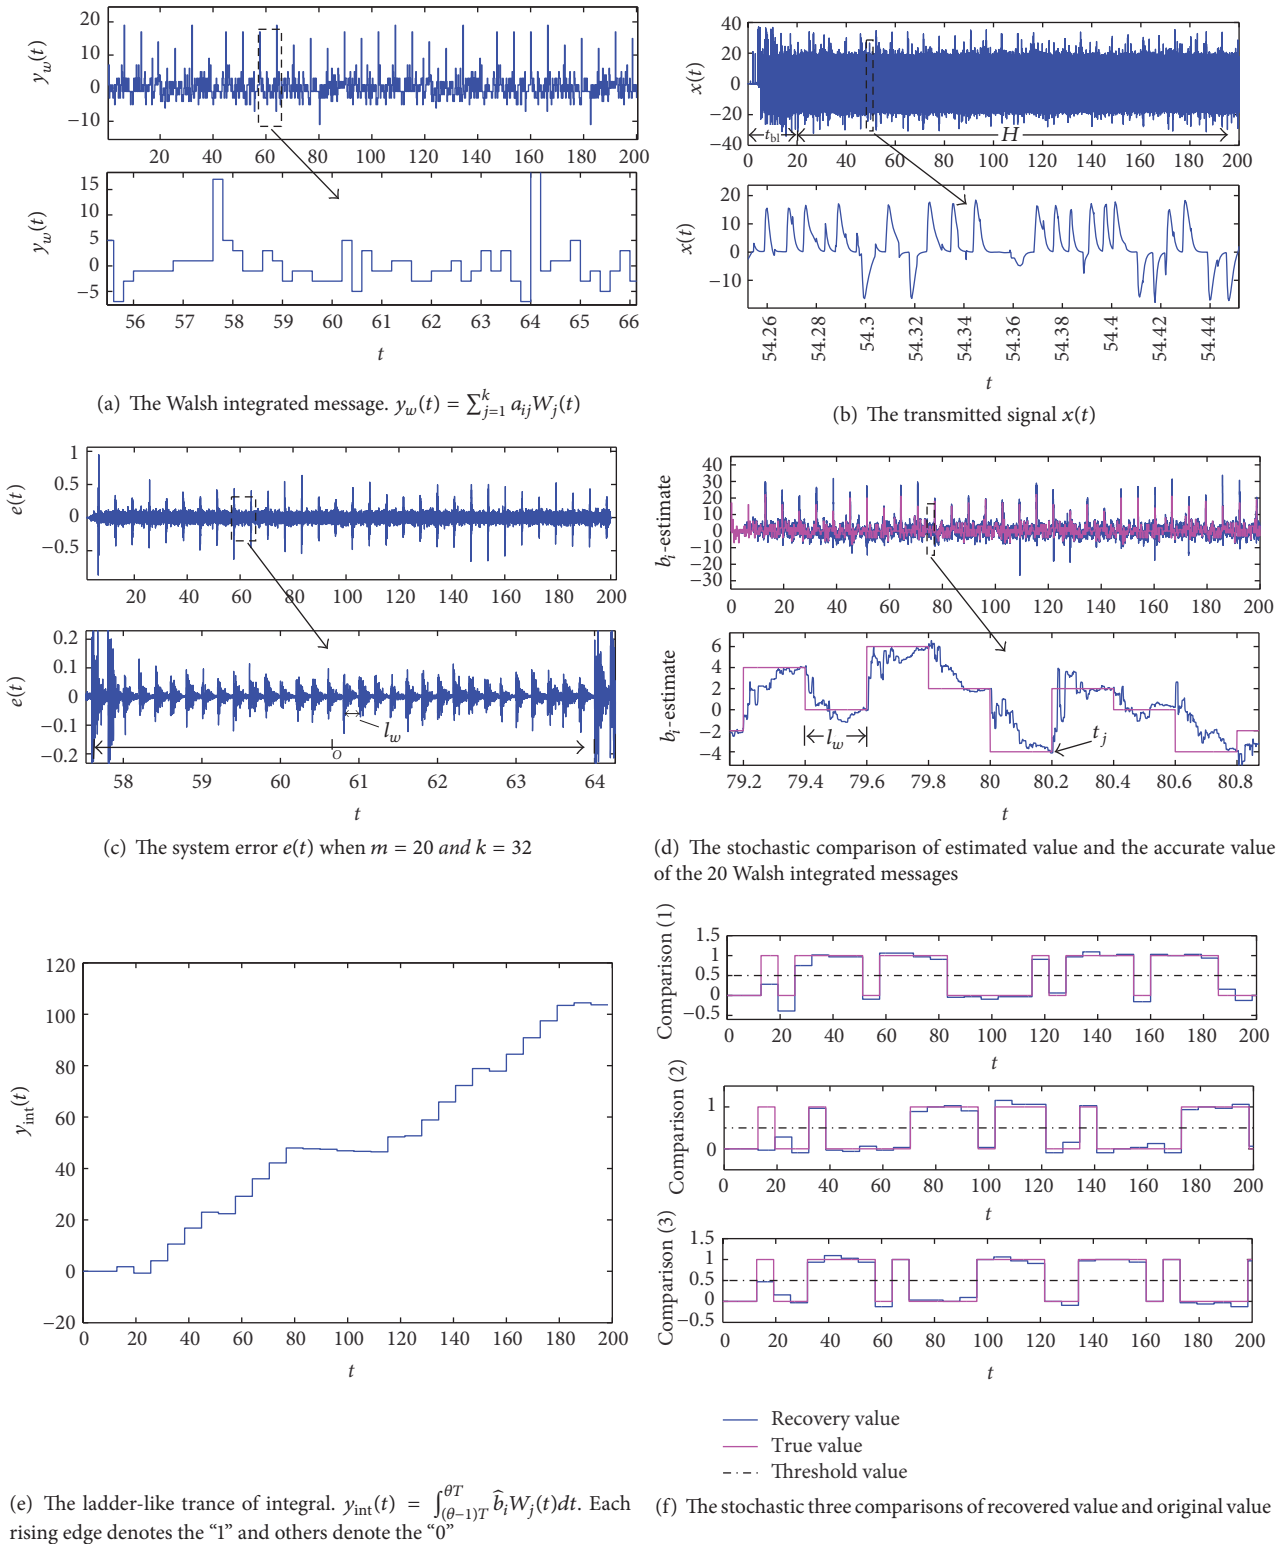 y_w(t)
20
10
0
−10
20 40 60 80 100 120 140 160 180 200
y_w(t)
15
10
5
0
−5
56 57 58 59 60 61 62 63 64 65 66
t
(a) The Walsh integrated message. y_w(t) = ∑_{j=1}^{k} a_{ij}W_j(t)
x(t)
40
20
0
−20
−40
t_bl
H
0 20 40 60 80 100 120 140 160 180 200
x(t)
20
10
0
−10
54.26 54.28 54.3 54.32 54.34 54.36 54.38 54.4 54.42 54.44
t
(b) The transmitted signal x(t)
e(t)
1
0.5
0
−0.5
20 40 60 80 100 120 140 160 180 200
e(t)
0.2
0.1
0
−0.1
−0.2
l_w
o
58 59 60 61 62 63 64
t
(c) The system error e(t) when m = 20 and k = 32
b_i-estimate
40
30
20
10
0
−10
−20
−30
0 20 40 60 80 100 120 140 160 180 200
b_i-estimate
6
4
2
0
−2
−4
l_w
t_j
79.2 79.4 79.6 79.8 80 80.2 80.4 80.6 80.8
t
(d) The stochastic comparison of estimated value and the accurate value
of the 20 Walsh integrated messages
y_int(t)
120
100
80
60
40
20
0
−20
0 20 40 60 80 100 120 140 160 180 200
t
(e) The ladder-like trance of integral. y_int(t) = ∫_{(θ−1)T}^{θT} b̂_iW_j(t)dt. Each
rising edge denotes the “1” and others denote the “0”
Comparison (1)
1.5
1
0.5
0
−0.5
0 20 40 60 80 100 120 140 160 180 200
t
Comparison (2)
1
0
0 20 40 60 80 100 120 140 160 180 200
t
Comparison (3)
1.5
1
0.5
0
−0.5
0 20 40 60 80 100 120 140 160 180 200
t
Recovery value
True value
Threshold value
(f) The stochastic three comparisons of recovered value and original value